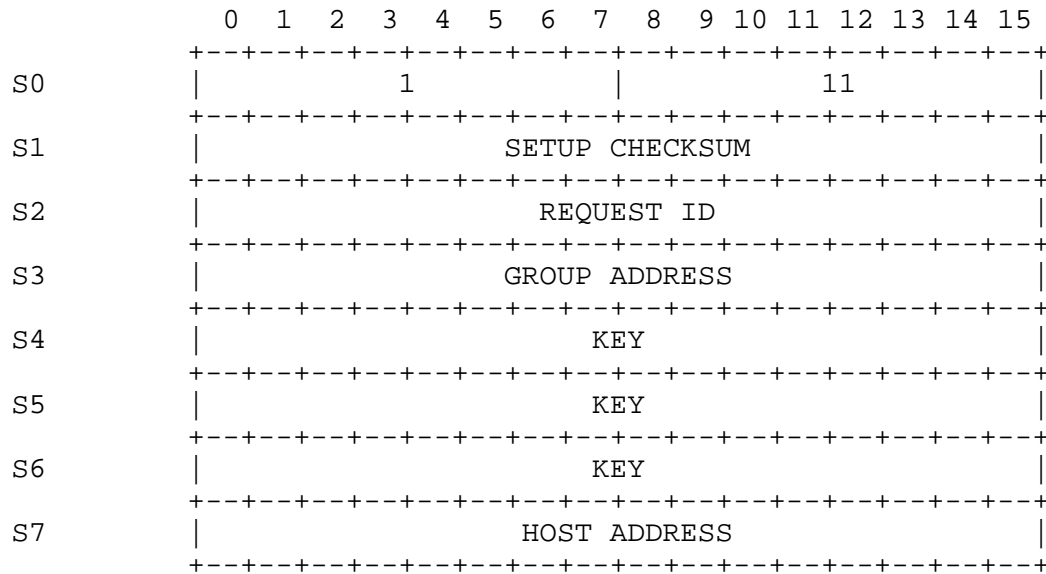 0 1 2 3 4 5 6 7 8 9 10 11 12 13 14 15
+--+--+--+--+--+--+--+--+--+--+--+--+--+--+--+--+
S0 | 1 | 11 |
+--+--+--+--+--+--+--+--+--+--+--+--+--+--+--+--+
S1 | SETUP CHECKSUM |
+--+--+--+--+--+--+--+--+--+--+--+--+--+--+--+--+
S2 | REQUEST ID |
+--+--+--+--+--+--+--+--+--+--+--+--+--+--+--+--+
S3 | GROUP ADDRESS |
+--+--+--+--+--+--+--+--+--+--+--+--+--+--+--+--+
S4 | KEY |
+--+--+--+--+--+--+--+--+--+--+--+--+--+--+--+--+
S5 | KEY |
+--+--+--+--+--+--+--+--+--+--+--+--+--+--+--+--+
S6 | KEY |
+--+--+--+--+--+--+--+--+--+--+--+--+--+--+--+--+
S7 | HOST ADDRESS |
+--+--+--+--+--+--+--+--+--+--+--+--+--+--+--+--+